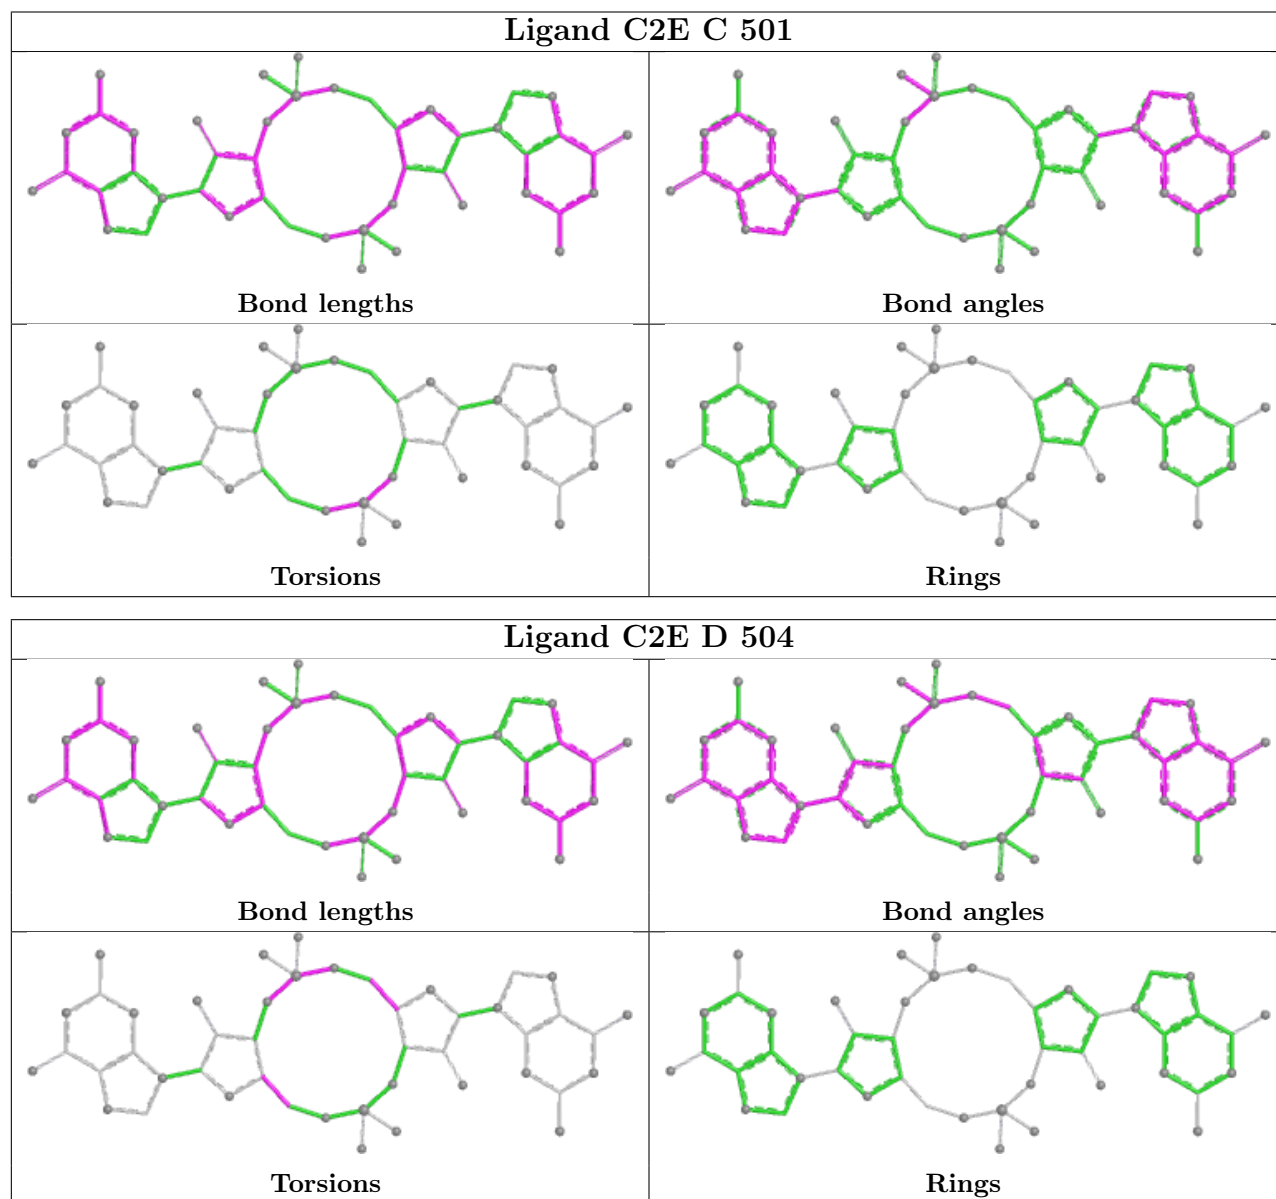 Ligand C2E C 501
Bond lengths
Bond angles
Torsions
Rings
Ligand C2E D 504
Bond lengths
Bond angles
Torsions
Rings